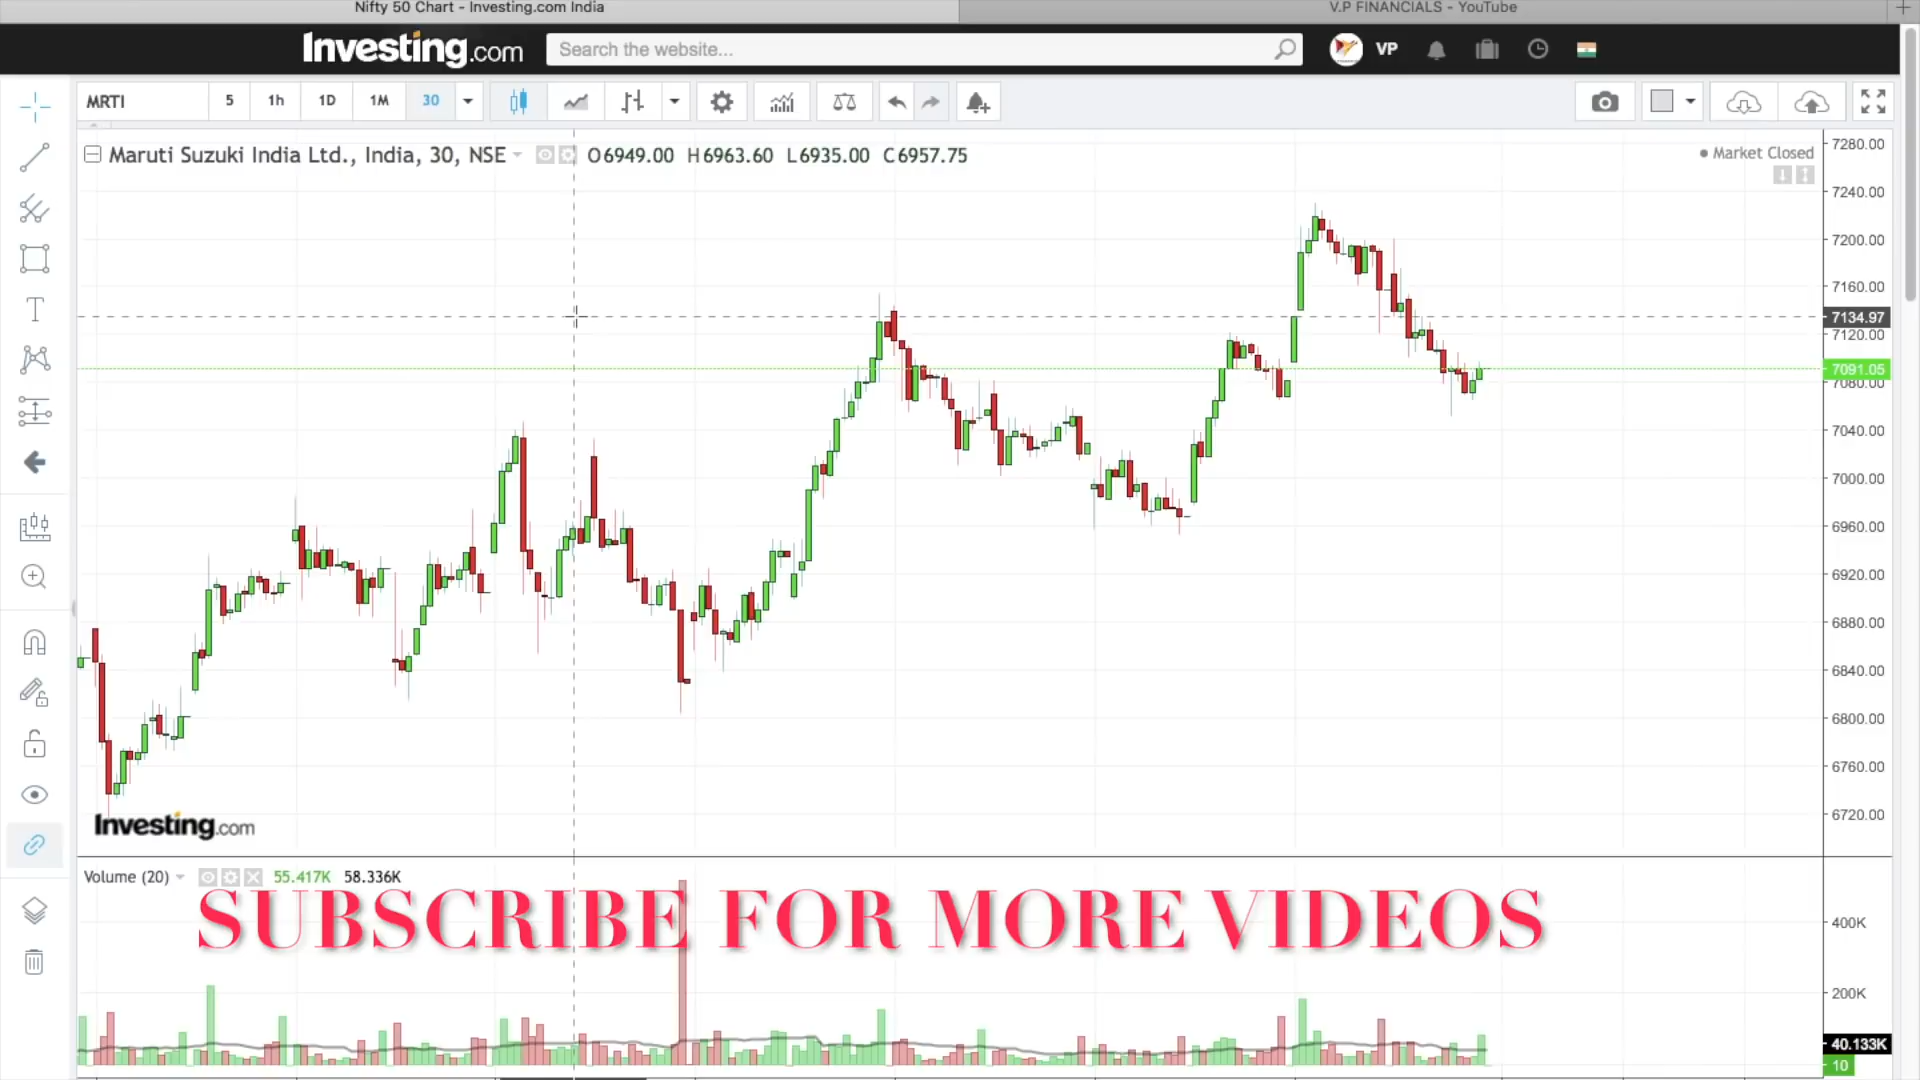 Nifty 50 Chart - Investing.com India
V.P FINANCIALS - YouTube
Investing.com
Search the website...
VP
MRTI
5
1h
1D
1M
30
Maruti Suzuki India Ltd., India, 30, NSE
O6949.00 H6963.60 L6935.00 C6957.75
Market Closed
7280.00
7240.00
7200.00
7160.00
7134.97
7120.00
7091.05
7080.00
7040.00
7000.00
6960.00
6920.00
6880.00
6840.00
6800.00
6760.00
6720.00
Investing.com
Volume (20)
55.417K 58.336K
SUBSCRIBE FOR MORE VIDEOS
400K
200K
40.133K
10